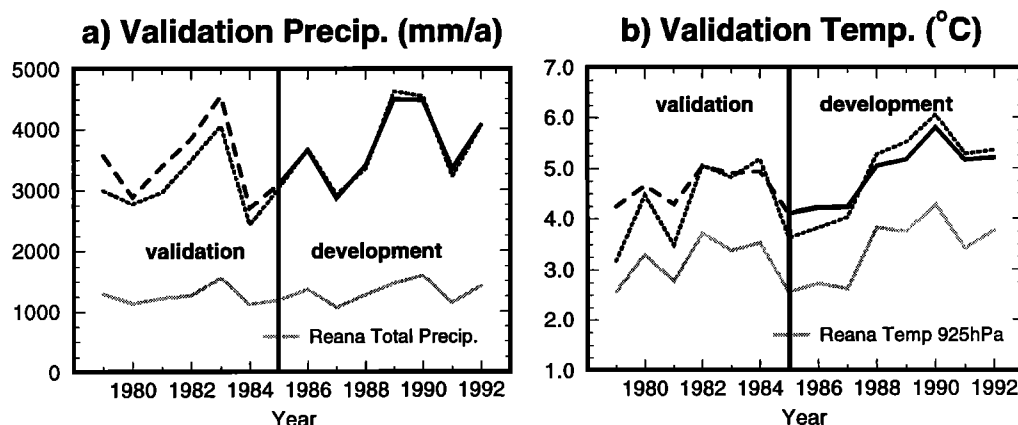 a) Validation Precip. (mm/a)
5000
4000
3000
2000
1000
0
validation
development
Reana Total Precip.
1980 1982 1984 1986 1988 1990 1992
Year
b) Validation Temp. (°C)
7.0
6.0
5.0
4.0
3.0
2.0
1.0
validation
development
Reana Temp 925hPa
1980 1982 1984 1986 1988 1990 1992
Year